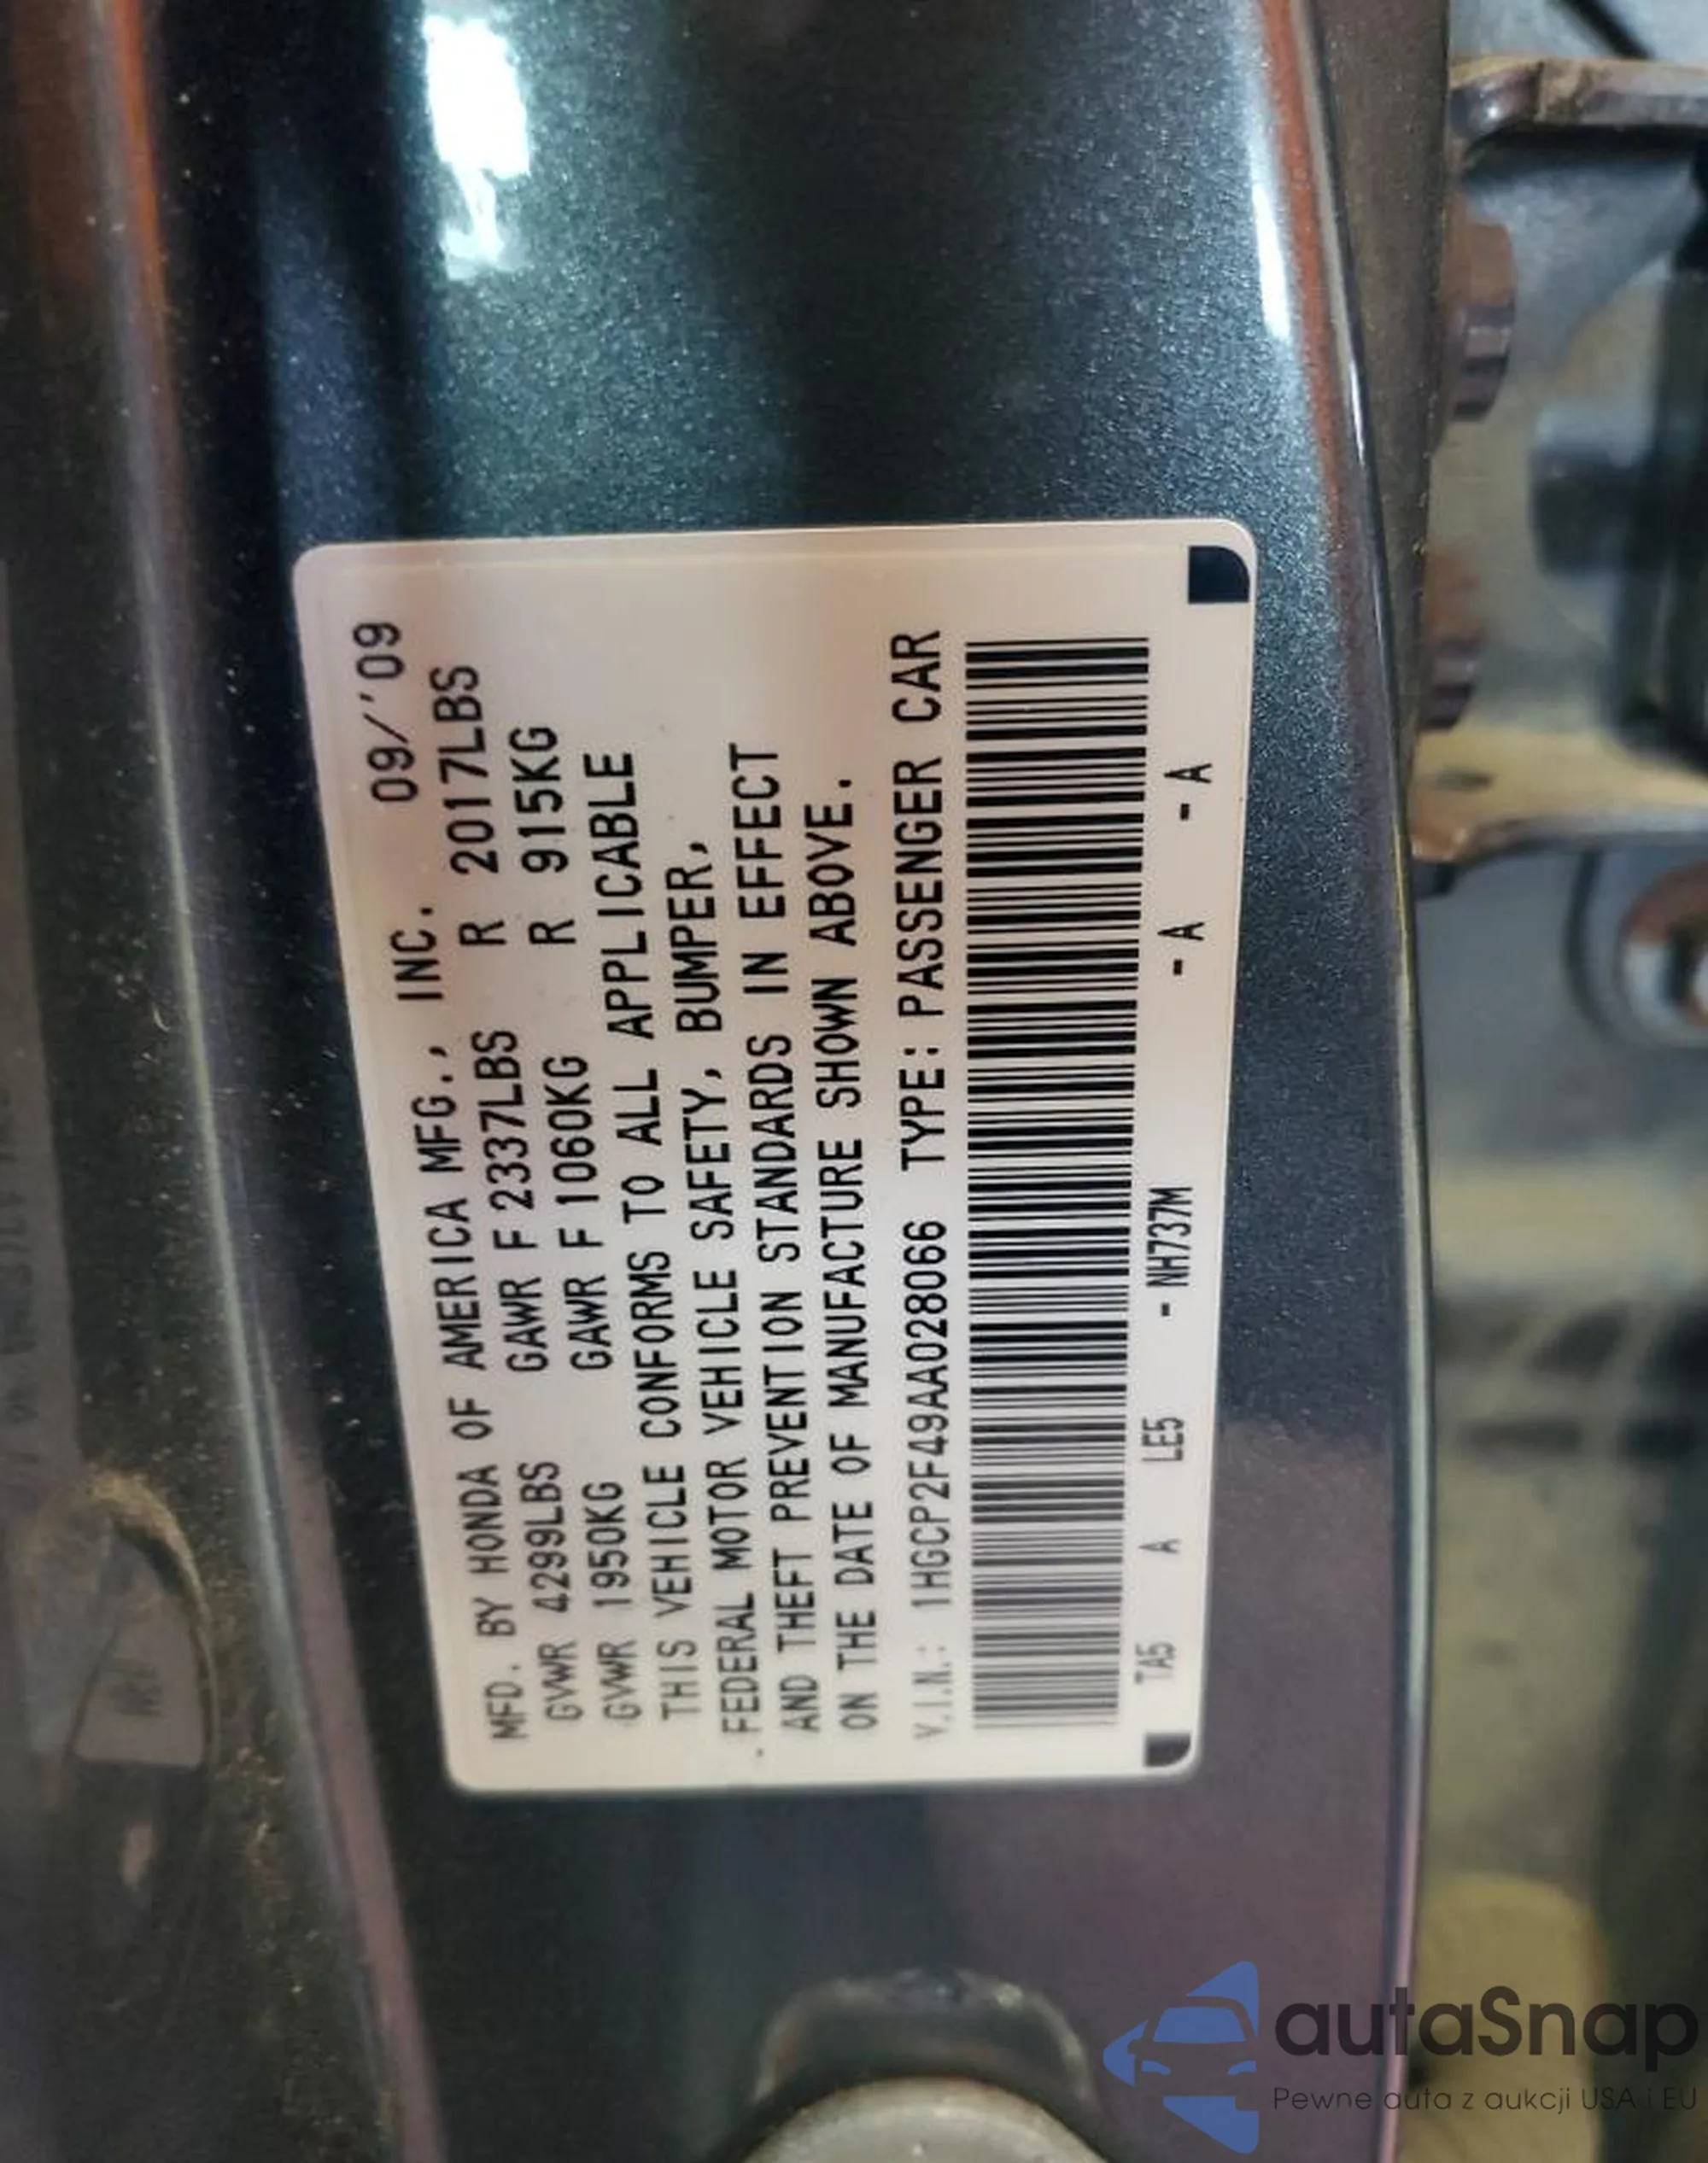 MFD. BY HONDA OF AMERICA MFG., INC. 09/'09
GVWR 4299LBS GAWR F 2337LBS R 2017LBS
GVWR 1950KG GAWR F 1060KG R 915KG
THIS VEHICLE CONFORMS TO ALL APPLICABLE
FEDERAL MOTOR VEHICLE SAFETY, BUMPER,
AND THEFT PREVENTION STANDARDS IN EFFECT
ON THE DATE OF MANUFACTURE SHOWN ABOVE.
V.I.N.: 1HGCP2F49AA028066 TYPE: PASSENGER CAR
TA5 A LE5 - NH737M - A - A
autaSnap
Pewne auta z aukcji USA i EU